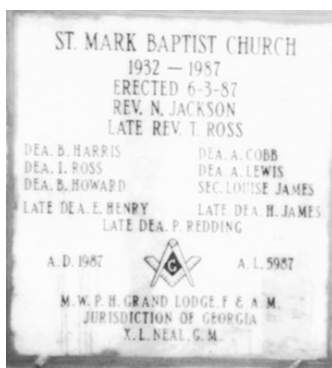 ST. MARK BAPTIST CHURCH
1932 — 1987
ERECTED 6-3-87
REV. N. JACKSON
LATE REV. T. ROSS
DEA. B. HARRIS DEA. A. COBB
DEA. I. ROSS DEA. A. LEWIS
DEA. B. HOWARD SEC. LOUISE JAMES
LATE DEA. E. HENRY LATE DEA. H. JAMES
LATE DEA. P. REDDING
A.D. 1987 G A.L. 5987
M.W.P.H. GRAND LODGE, F & A.M.
JURISDICTION OF GEORGIA
X.L. NEAL, G.M.